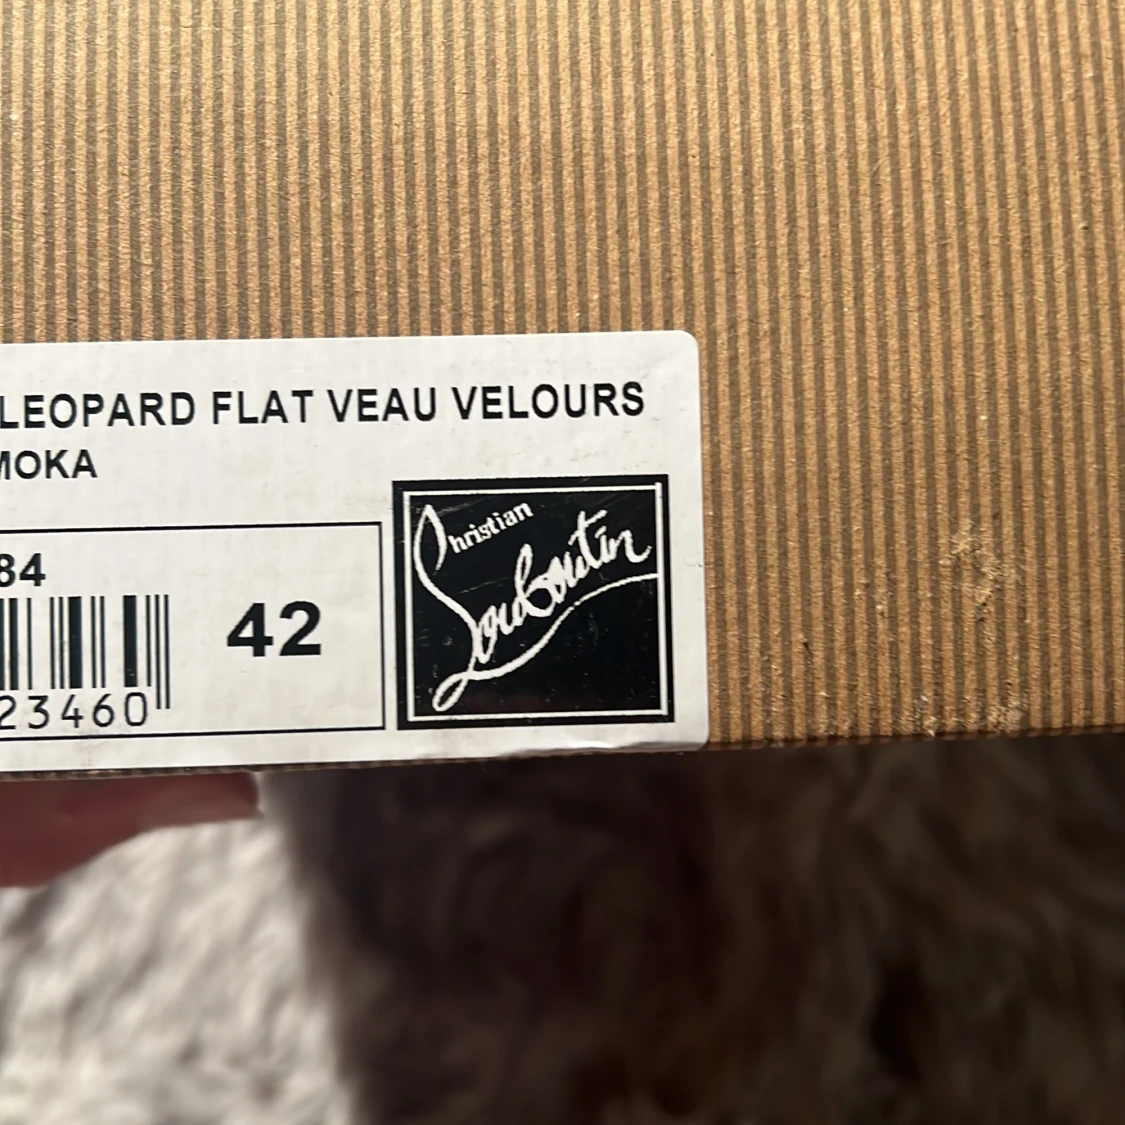 LEOPARD FLAT VEAU VELOURS
MOKA
84
42
23460
Christian
Louboutin